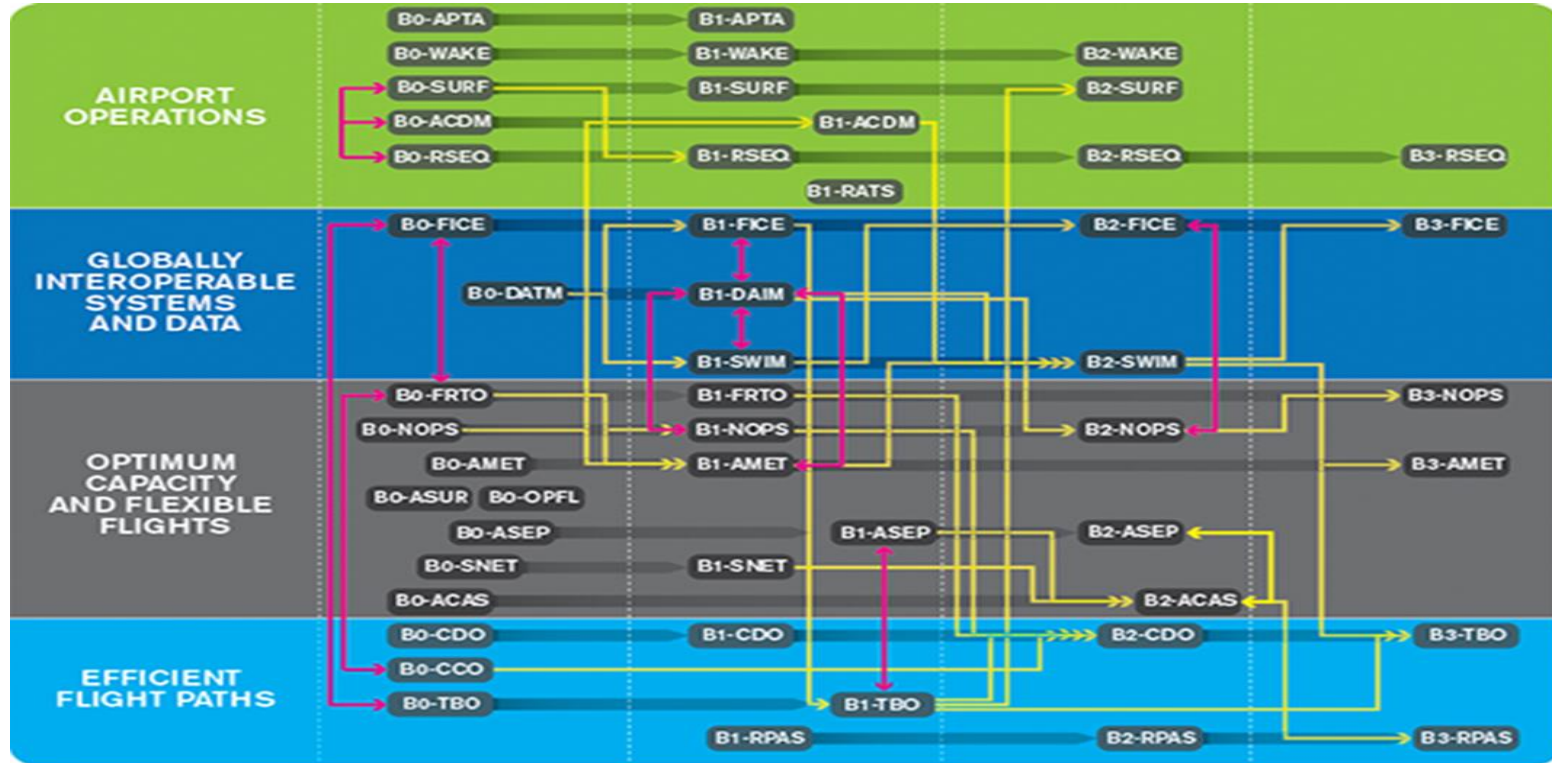 AIRPORT
OPERATIONS
B0-APTA B1-APTA
B0-WAKE B1-WAKE B2-WAKE
B0-SURF B1-SURF B2-SURF
B0-ACDM B1-ACDM
B0-RSEQ B1-RSEQ B2-RSEQ B3-RSEQ
B1-RATS
GLOBALLY
INTEROPERABLE
SYSTEMS
AND DATA
B0-FICE B1-FICE B2-FICE B3-FICE
B0-DATM B1-DAIM
B1-SWIM B2-SWIM
OPTIMUM
CAPACITY
AND FLEXIBLE
FLIGHTS
B0-FRTO B1-FRTO B3-NOPS
B0-NOPS B1-NOPS B2-NOPS
B0-AMET B1-AMET B3-AMET
B0-ASUR B0-OPFL
B0-ASEP B1-ASEP B2-ASEP
B0-SNET B1-SNET
B0-ACAS B2-ACAS
EFFICIENT
FLIGHT PATHS
B0-CDO B1-CDO B2-CDO B3-TBO
B0-CCO
B0-TBO B1-TBO
B1-RPAS B2-RPAS B3-RPAS